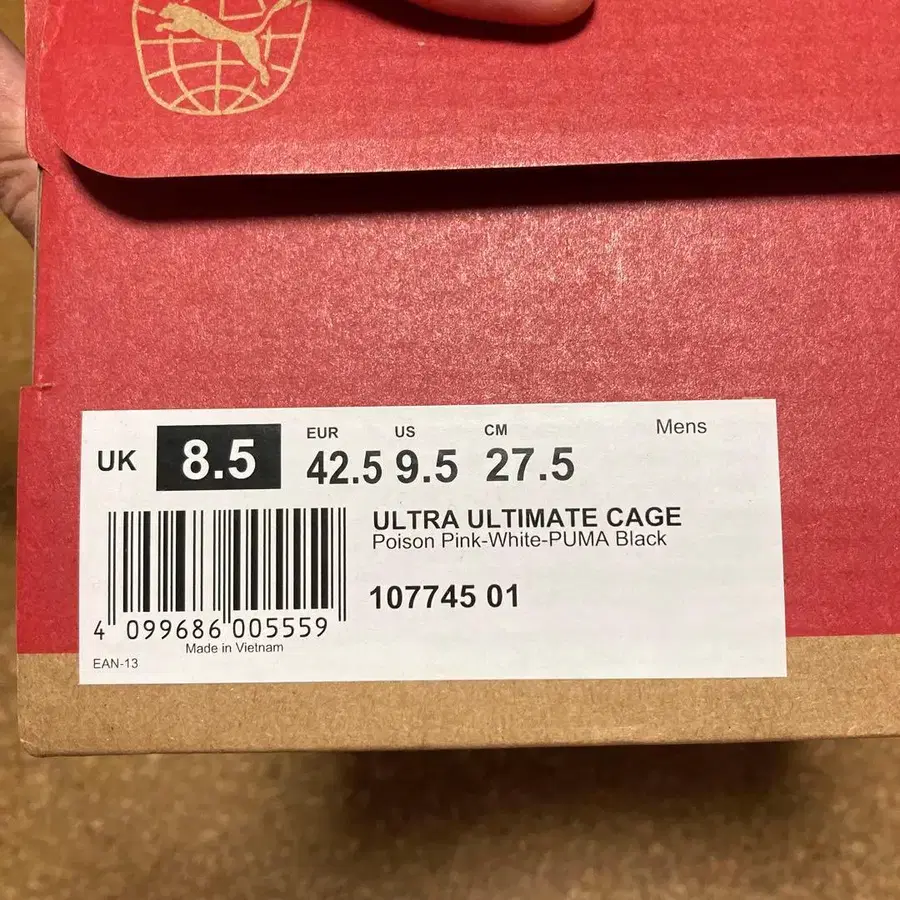 EUR US CM Mens
UK 8.5 42.5 9.5 27.5
ULTRA ULTIMATE CAGE
Poison Pink-White-PUMA Black
107745 01
4 099686 005559
Made in Vietnam
EAN-13